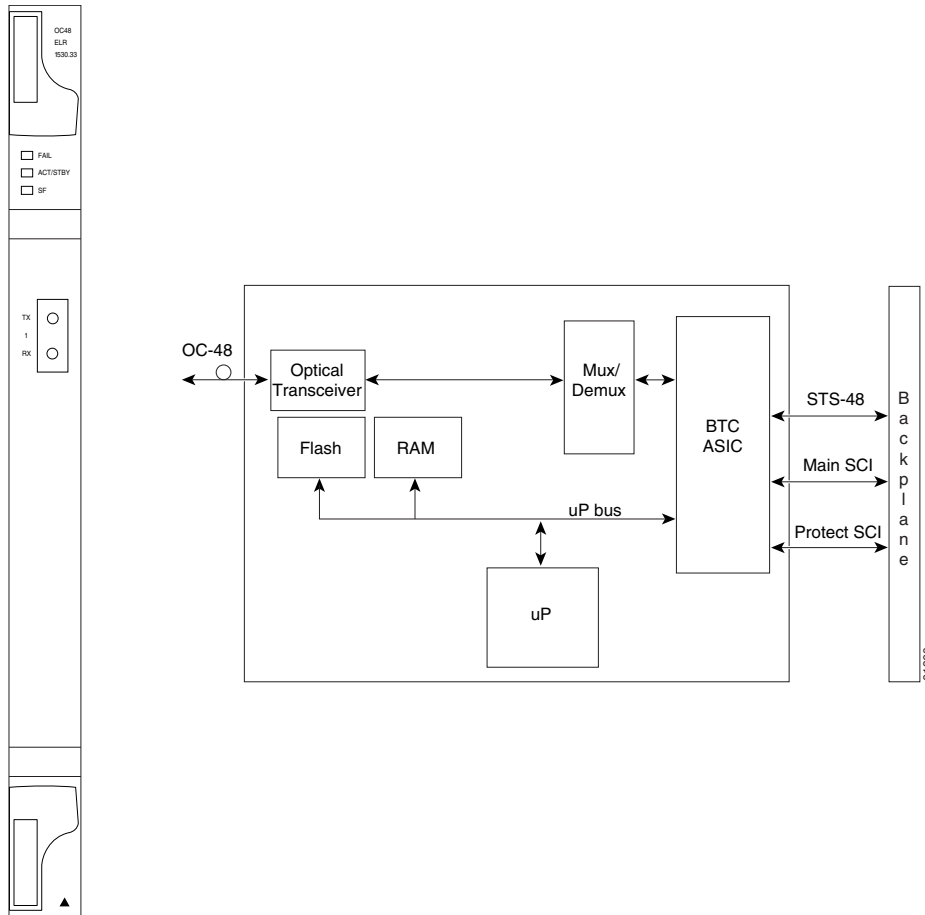 OC48
ELR
1530.33
FAIL
ACT/STBY
SF
TX
1
RX
OC-48
Optical
Transceiver
Mux/
Demux
BTC
ASIC
Flash
RAM
uP bus
uP
STS-48
Main SCI
Protect SCI
Backplane